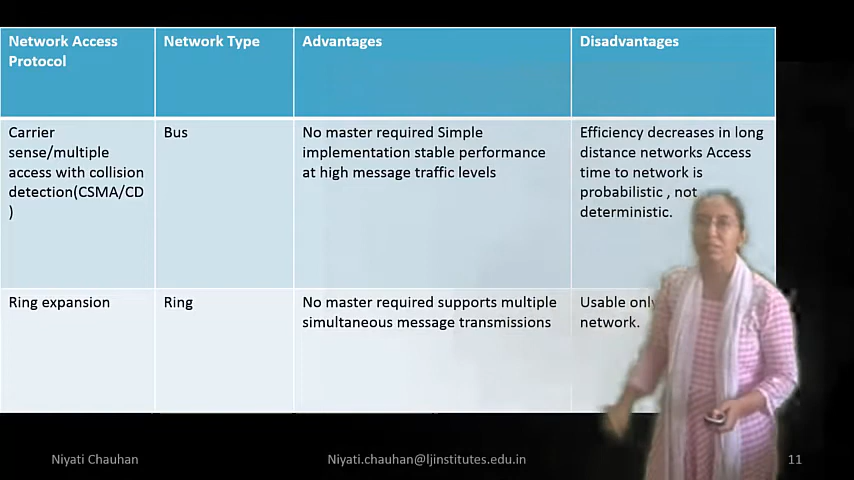 Network Access
Protocol
Network Type
Advantages
Disadvantages
Carrier
sense/multiple
access with collision
detection(CSMA/CD
)
Bus
No master required Simple
implementation stable performance
at high message traffic levels
Efficiency decreases in long
distance networks Access
time to network is
probabilistic , not
deterministic.
Ring expansion
Ring
No master required supports multiple
simultaneous message transmissions
Usable only
network.
Niyati Chauhan
Niyati.chauhan@ljinstitutes.edu.in
11